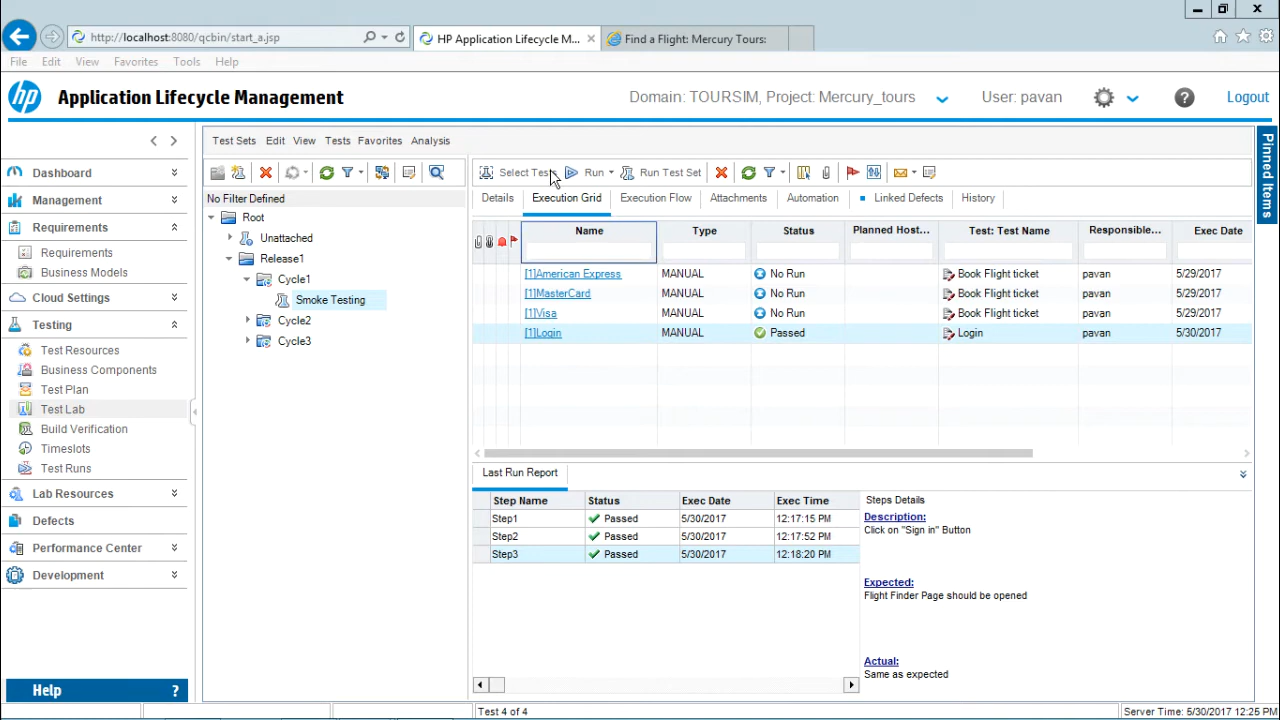 http://localhost:8080/qcbin/start_a.jsp
HP Application Lifecycle M...
Find a Flight: Mercury Tours:
File Edit View Favorites Tools Help
hp
Application Lifecycle Management
Domain: TOURSIM, Project: Mercury_tours
User: pavan
Logout
Pinned Items
Dashboard
Management
Requirements
Requirements
Business Models
Cloud Settings
Testing
Test Resources
Business Components
Test Plan
Test Lab
Build Verification
Timeslots
Test Runs
Lab Resources
Defects
Performance Center
Development
Help ?
Test Sets Edit View Tests Favorites Analysis
No Filter Defined
Root
Unattached
Release1
Cycle1
Smoke Testing
Cycle2
Cycle3
Select Tests Run Run Test Set
Details Execution Grid Execution Flow Attachments Automation Linked Defects History
Name Type Status Planned Host... Test: Test Name Responsible... Exec Date
[1]American Express MANUAL No Run Book Flight ticket pavan 5/29/2017
[1]MasterCard MANUAL No Run Book Flight ticket pavan 5/29/2017
[1]Visa MANUAL No Run Book Flight ticket pavan 5/29/2017
[1]Login MANUAL Passed Login pavan 5/30/2017
Last Run Report
Step Name Status Exec Date Exec Time
Step1 Passed 5/30/2017 12:17:15 PM
Step2 Passed 5/30/2017 12:17:52 PM
Step3 Passed 5/30/2017 12:18:20 PM
Steps Details
Description:
Click on "Sign in" Button
Expected:
Flight Finder Page should be opened
Actual:
Same as expected
Test 4 of 4
Server Time: 5/30/2017 12:25 PM